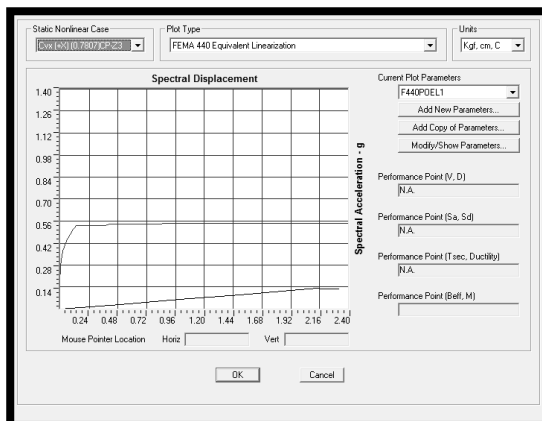 Static Nonlinear Case
Cvx (+X) (0.7807)CP-Z3
Plot Type
FEMA 440 Equivalent Linearization
Units
Kgf, cm, C
Spectral Displacement
Current Plot Parameters
F440POEL1
Add New Parameters...
Add Copy of Parameters...
Modify/Show Parameters...
1.40
1.26
1.12
0.98
0.84
0.70
0.56
0.42
0.28
0.14
Spectral Acceleration - g
Performance Point (V, D)
N.A.
Performance Point (Sa, Sd)
N.A.
Performance Point (Tsec, Ductility)
N.A.
Performance Point (Beff, M)
0.24 0.48 0.72 0.96 1.20 1.44 1.68 1.92 2.16 2.40
Mouse Pointer Location Horiz Vert
OK Cancel